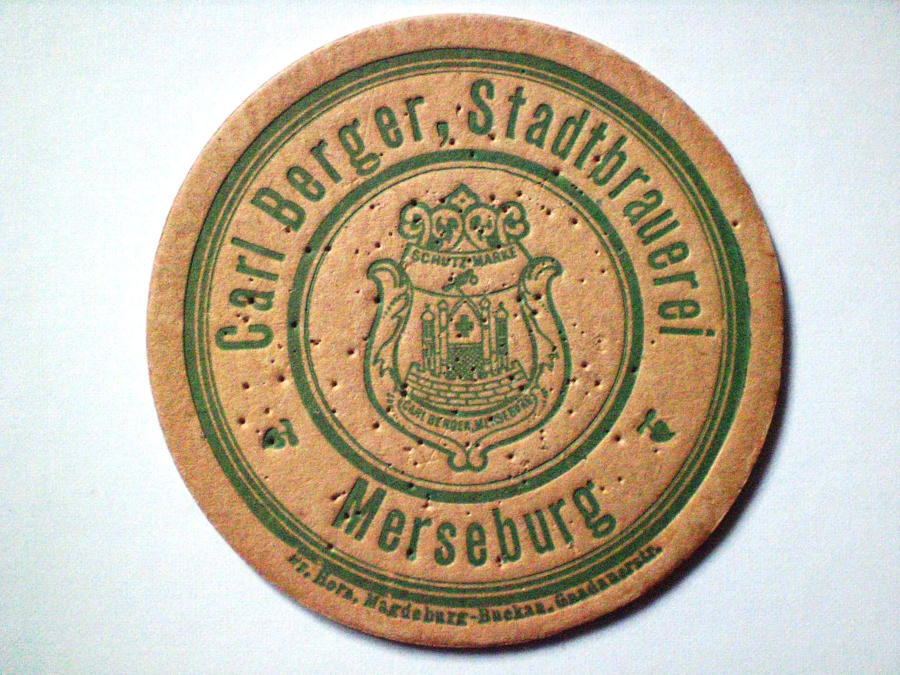 Carl Berger, Stadtbrauerei
SCHUTZ MARKE
CARL BERGER, MERSEBURG
Merseburg
Fr. Horn, Magdeburg-Buckau, Gnadauerstr.